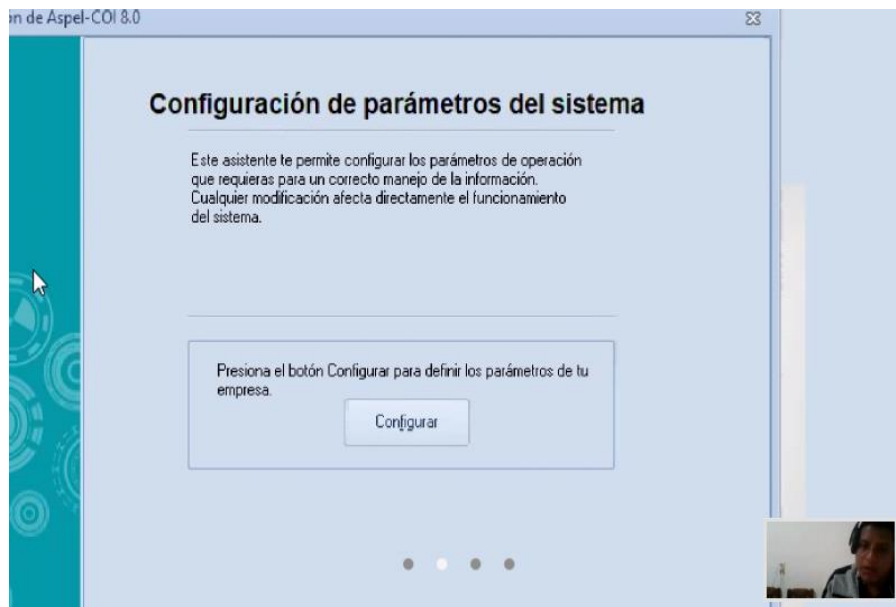 de Aspel-COI 8.0
Configuración de parámetros del sistema
Este asistente te permite configurar los parámetros de operación
que requieras para un correcto manejo de la información.
Cualquier modificación afecta directamente el funcionamiento
del sistema.
Presiona el botón Configurar para definir los parámetros de tu
empresa.
Configurar